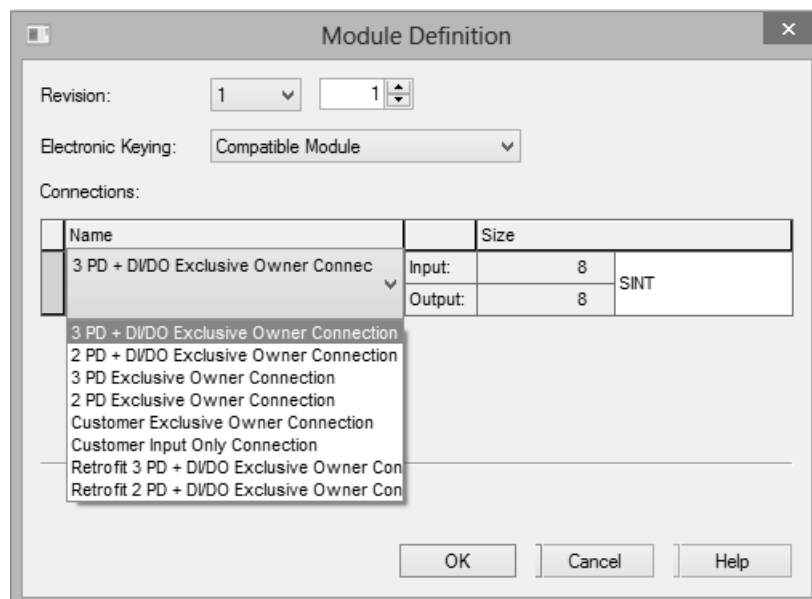 Module Definition
Revision: 1 1
Electronic Keying: Compatible Module
Connections:
Name Size
3 PD + DI/DO Exclusive Owner Connec Input: 8 SINT
Output: 8
3 PD + DI/DO Exclusive Owner Connection
2 PD + DI/DO Exclusive Owner Connection
3 PD Exclusive Owner Connection
2 PD Exclusive Owner Connection
Customer Exclusive Owner Connection
Customer Input Only Connection
Retrofit 3 PD + DI/DO Exclusive Owner Con
Retrofit 2 PD + DI/DO Exclusive Owner Con
OK Cancel Help